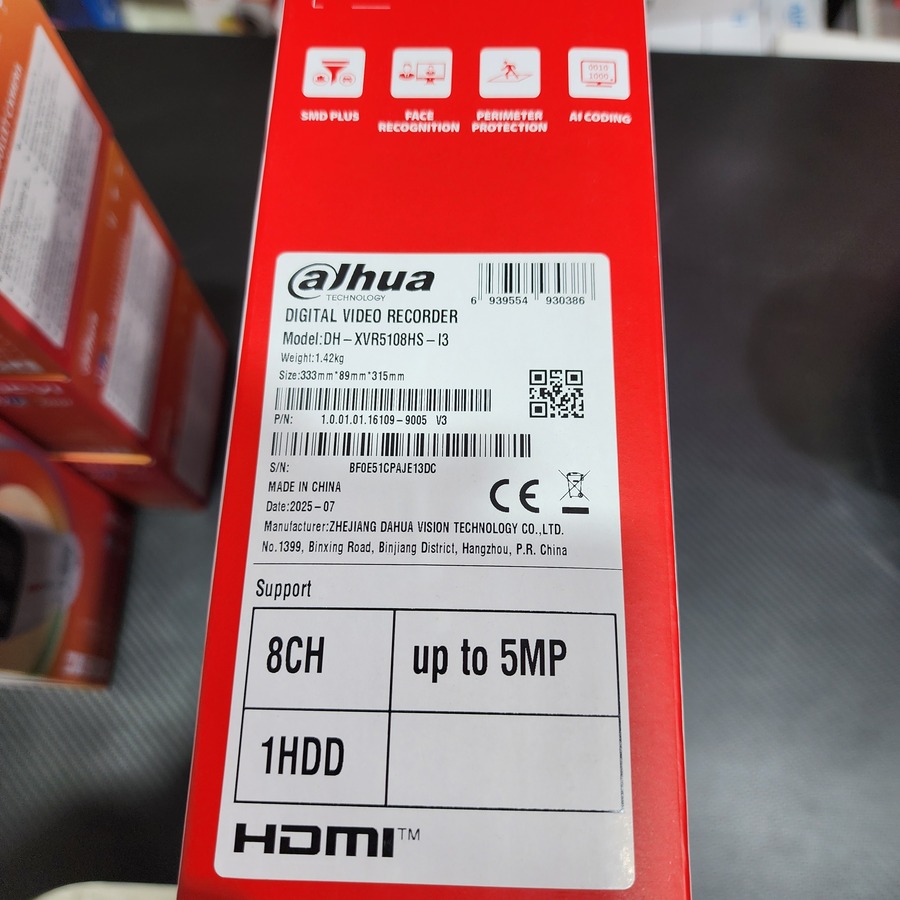 SMD PLUS
FACE RECOGNITION
PERIMETER PROTECTION
AI CODING
0010
1000
alhua
TECHNOLOGY
6 939554 930386
DIGITAL VIDEO RECORDER
Model:DH-XVR5108HS-I3
Weight:1.42kg
Size:333mm*89mm*315mm
P/N: 1.0.01.01.16109-9005 V3
S/N: BF0E51CPAJE13DC
MADE IN CHINA
CE
Date:2025-07
Manufacturer:ZHEJIANG DAHUA VISION TECHNOLOGY CO.,LTD.
No.1399, Binxing Road, Binjiang District, Hangzhou, P.R. China
Support
8CH up to 5MP
1HDD
HDMI™